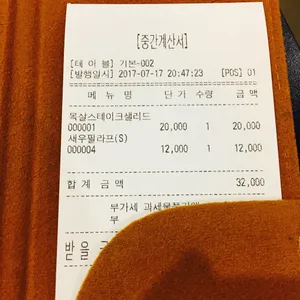 [중간계산서]
[테 이 블] 기본-002
[발행일시] 2017-07-17 20:47:23 [POS] 01
메 뉴 명 단 가 수량 금 액
목살스테이크샐러드
000001 20,000 1 20,000
새우필라프(S)
000004 12,000 1 12,000
합 계 금 액 32,000
부가세 과세물품가액
부
받 을